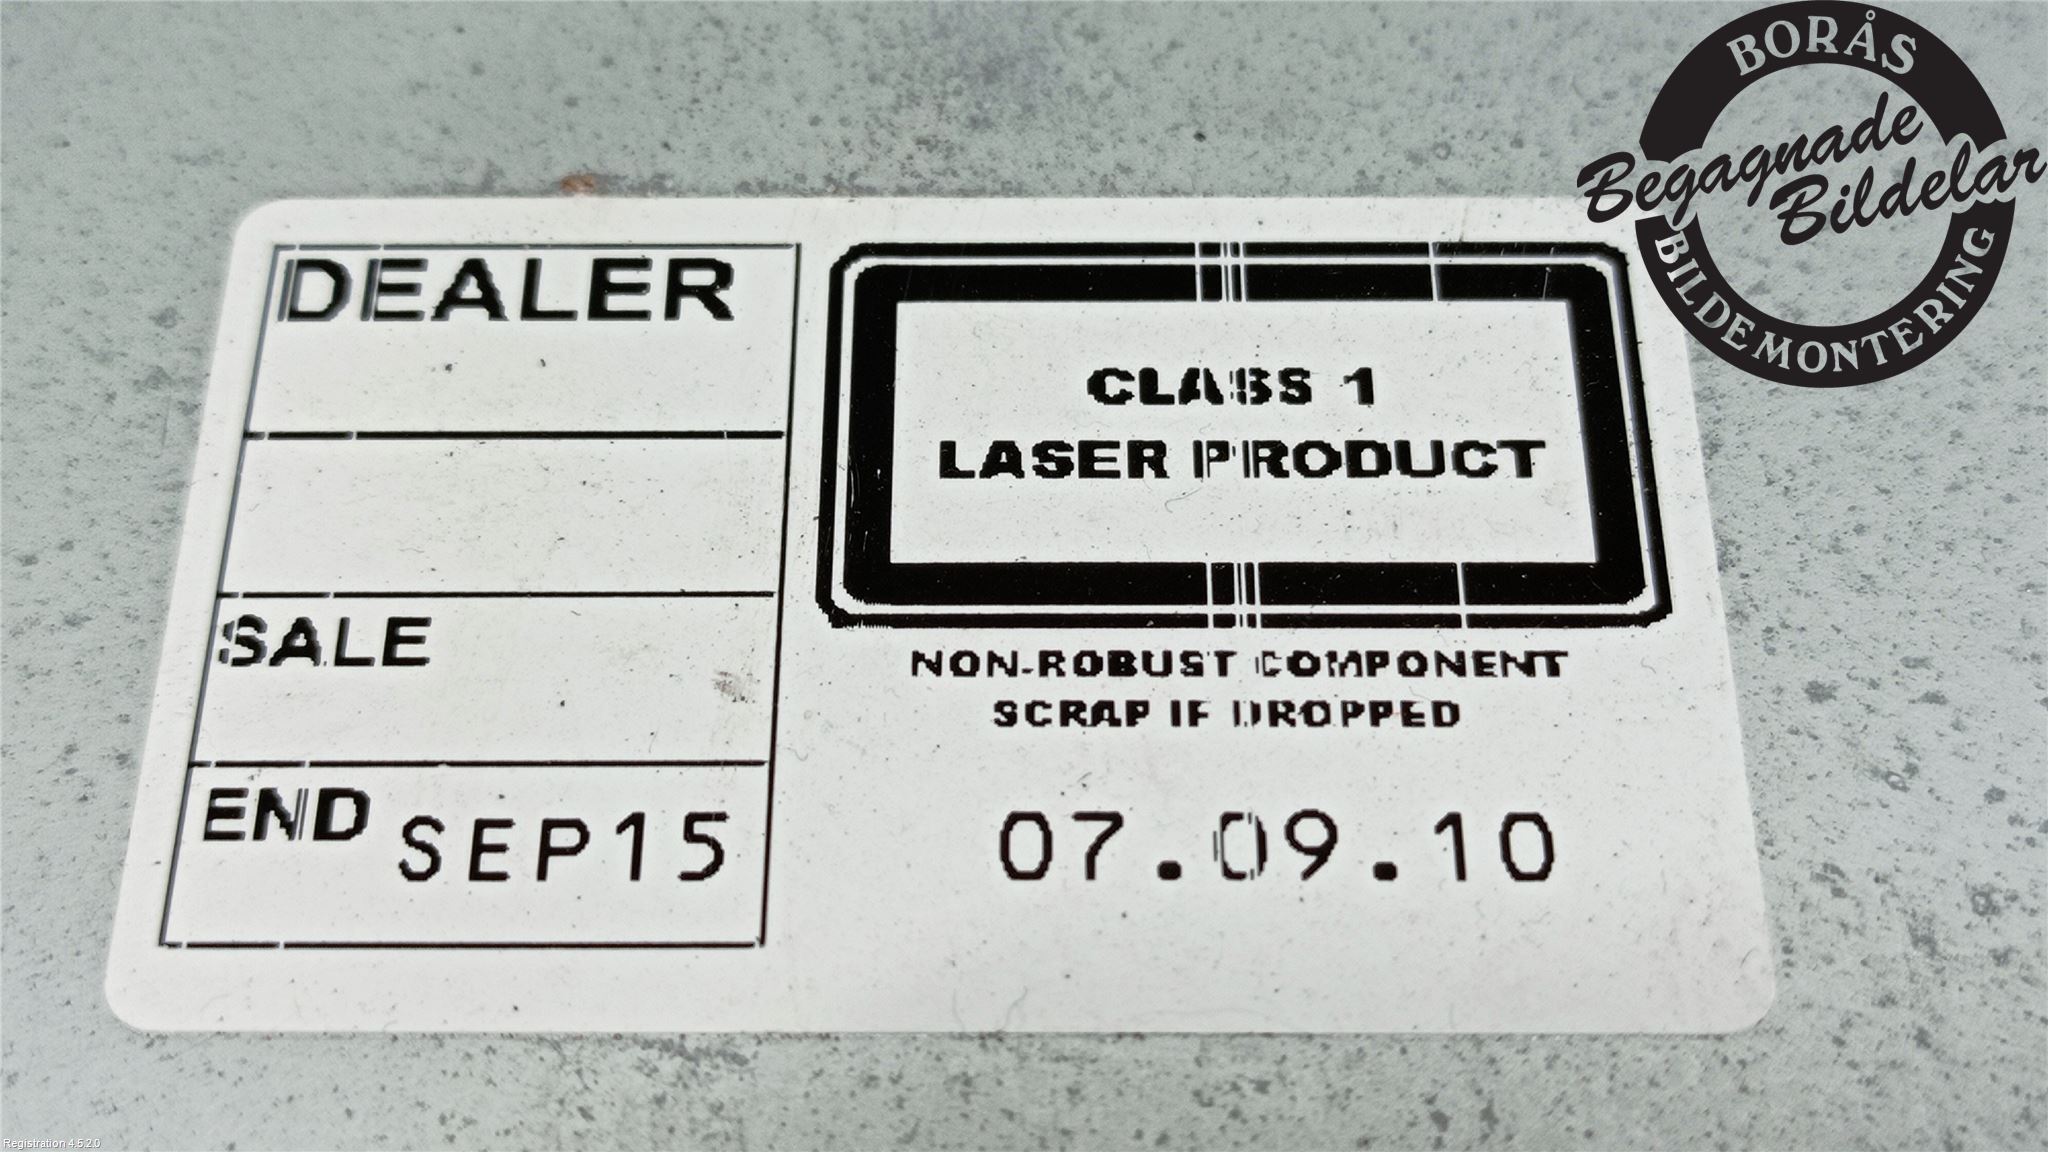 BORÅS
Begagnade
Bildelar
BILDEMONTERING
DEALER
SALE
END SEP15
CLASS 1
LASER PRODUCT
NON-ROBUST COMPONENT
SCRAP IF DROPPED
07.09.10
Registration 4.5.2.0